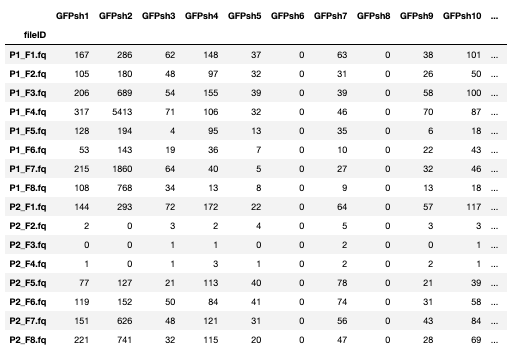 GFPsh1 GFPsh2 GFPsh3 GFPsh4 GFPsh5 GFPsh6 GFPsh7 GFPsh8 GFPsh9 GFPsh10 ...
fileID
P1_F1.fq 167 286 62 148 37 0 63 0 38 101 ...
P1_F2.fq 105 180 48 97 32 0 31 0 26 50 ...
P1_F3.fq 206 689 54 155 39 0 39 0 58 100 ...
P1_F4.fq 317 5413 71 106 32 0 46 0 70 87 ...
P1_F5.fq 128 194 4 95 13 0 35 0 6 18 ...
P1_F6.fq 53 143 19 36 7 0 10 0 22 43 ...
P1_F7.fq 215 1860 64 40 5 0 27 0 32 46 ...
P1_F8.fq 108 768 34 13 8 0 9 0 13 18 ...
P2_F1.fq 144 293 72 172 22 0 64 0 57 117 ...
P2_F2.fq 2 0 3 2 4 0 5 0 3 3 ...
P2_F3.fq 0 0 1 1 0 0 2 0 0 1 ...
P2_F4.fq 1 0 1 3 1 0 2 0 2 1 ...
P2_F5.fq 77 127 21 113 40 0 78 0 21 39 ...
P2_F6.fq 119 152 50 84 41 0 74 0 31 58 ...
P2_F7.fq 151 626 48 121 31 0 56 0 43 84 ...
P2_F8.fq 221 741 32 115 20 0 47 0 28 69 ...